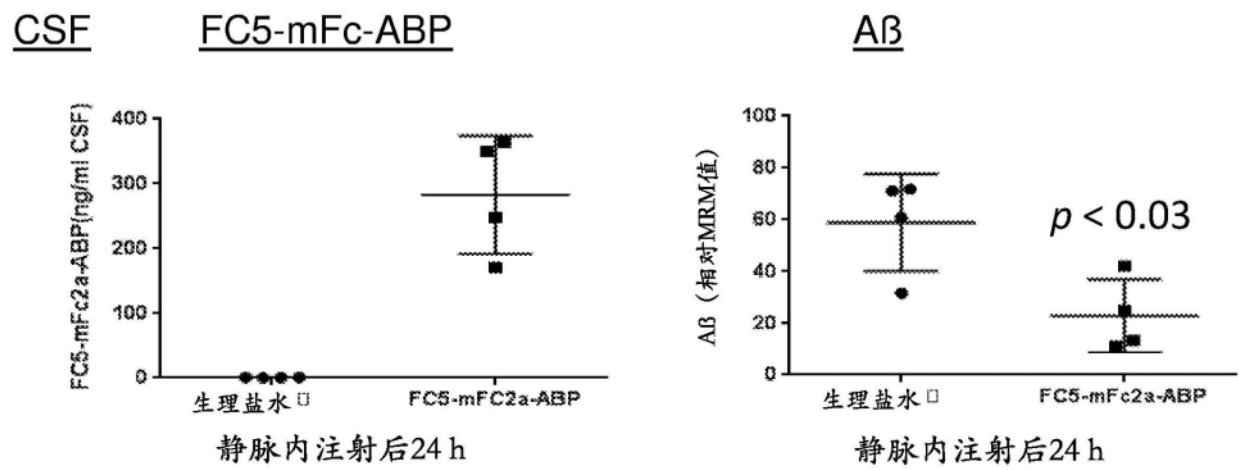 CSF FC5-mFc-ABP
FC5-mFc2a-ABP(ng/ml CSF)
400
300
200
100
0
生理盐水
FC5-mFC2a-ABP
静脉内注射后24 h
Aß
Aß（相对MRM值）
100
80
60
40
20
0
p < 0.03
生理盐水
FC5-mFc2a-ABP
静脉内注射后24 h